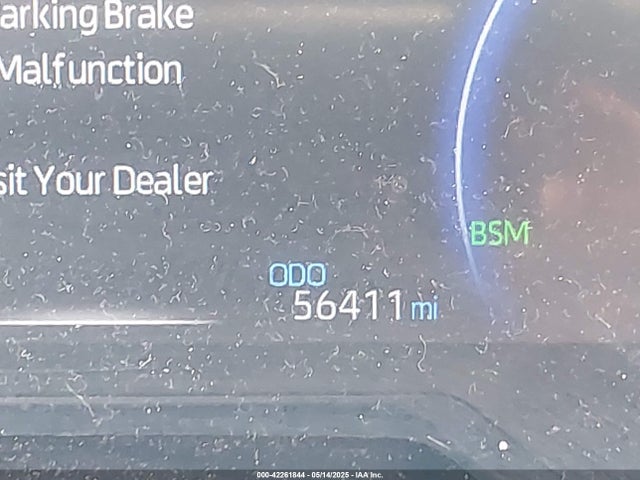 arking Brake
Malfunction
sit Your Dealer
BSM
ODO
56411 mi
000-42261844 - 05/14/2025 - IAA Inc.